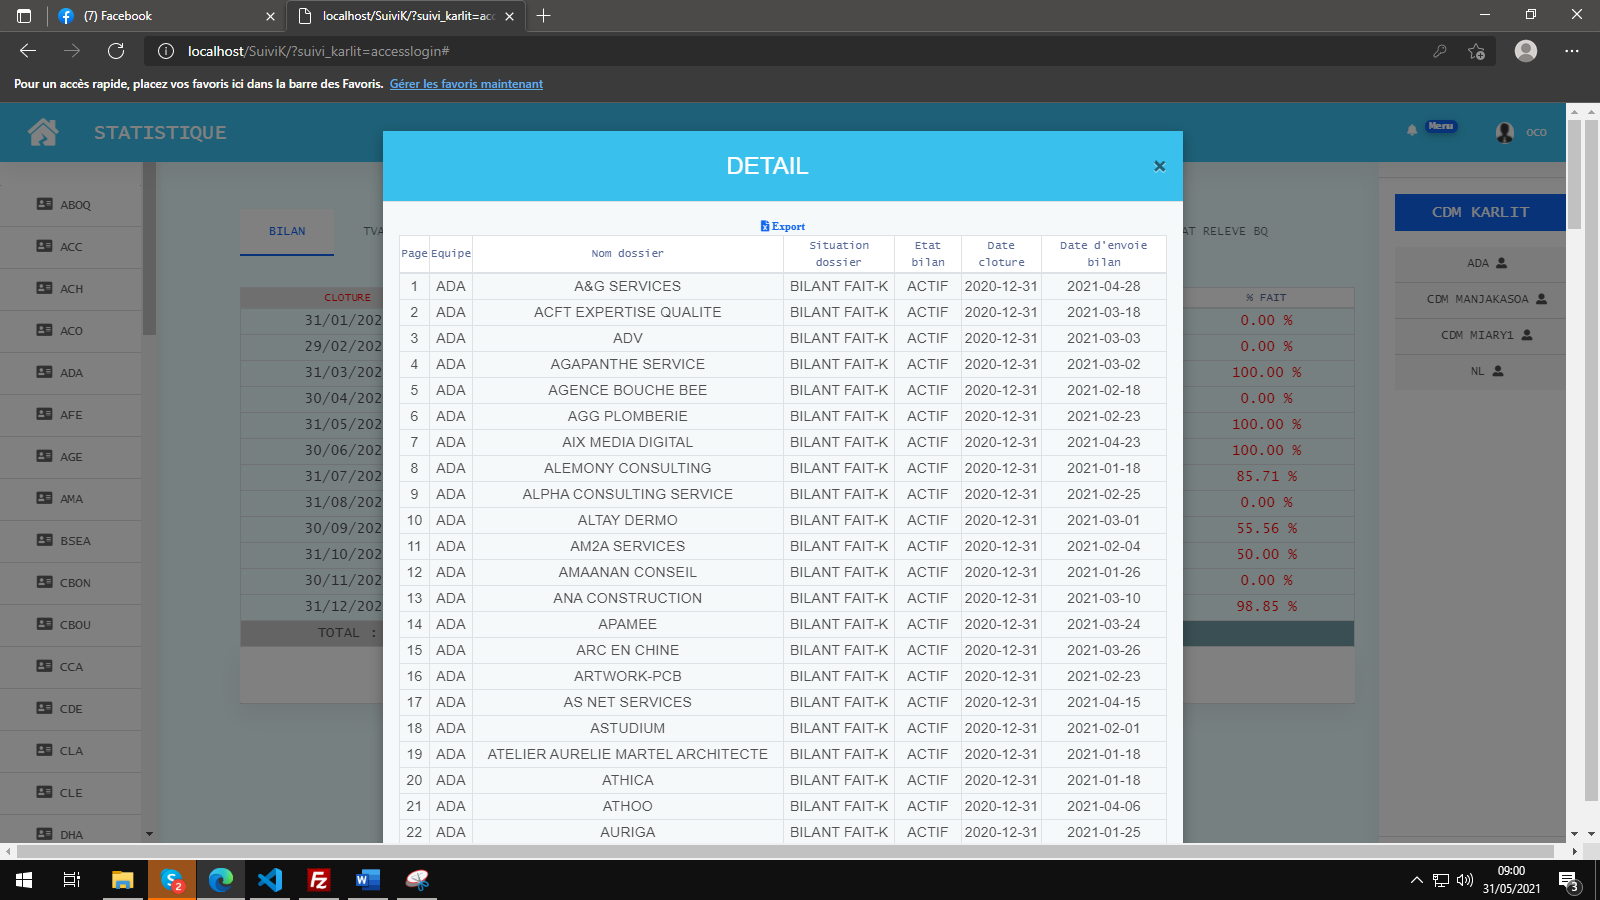 (7) Facebook
localhost/SuiviK/?suivi_karlit=acc
localhost/SuiviK/?suivi_karlit=accesslogin#
Pour un accès rapide, placez vos favoris ici dans la barre des Favoris. Gérer les favoris maintenant
STATISTIQUE
Menu
oco
DETAIL
×
ABOQ
ACC
ACH
ACO
ADA
AFE
AGE
AMA
BSEA
CBON
CBOU
CCA
CDE
CLA
CLE
DHA
BILAN
TVA
AT RELEVE BQ
CLOTURE
31/01/202
29/02/202
31/03/202
30/04/202
31/05/202
30/06/202
31/07/202
31/08/202
30/09/202
31/10/202
30/11/202
31/12/202
TOTAL :
Export
Page Equipe Nom dossier Situation dossier Etat bilan Date cloture Date d'envoie bilan
1 ADA A&G SERVICES BILANT FAIT-K ACTIF 2020-12-31 2021-04-28
2 ADA ACFT EXPERTISE QUALITE BILANT FAIT-K ACTIF 2020-12-31 2021-03-18
3 ADA ADV BILANT FAIT-K ACTIF 2020-12-31 2021-03-03
4 ADA AGAPANTHE SERVICE BILANT FAIT-K ACTIF 2020-12-31 2021-03-02
5 ADA AGENCE BOUCHE BEE BILANT FAIT-K ACTIF 2020-12-31 2021-02-18
6 ADA AGG PLOMBERIE BILANT FAIT-K ACTIF 2020-12-31 2021-02-23
7 ADA AIX MEDIA DIGITAL BILANT FAIT-K ACTIF 2020-12-31 2021-04-23
8 ADA ALEMONY CONSULTING BILANT FAIT-K ACTIF 2020-12-31 2021-01-18
9 ADA ALPHA CONSULTING SERVICE BILANT FAIT-K ACTIF 2020-12-31 2021-02-25
10 ADA ALTAY DERMO BILANT FAIT-K ACTIF 2020-12-31 2021-03-01
11 ADA AM2A SERVICES BILANT FAIT-K ACTIF 2020-12-31 2021-02-04
12 ADA AMAANAN CONSEIL BILANT FAIT-K ACTIF 2020-12-31 2021-01-26
13 ADA ANA CONSTRUCTION BILANT FAIT-K ACTIF 2020-12-31 2021-03-10
14 ADA APAMEE BILANT FAIT-K ACTIF 2020-12-31 2021-03-24
15 ADA ARC EN CHINE BILANT FAIT-K ACTIF 2020-12-31 2021-03-26
16 ADA ARTWORK-PCB BILANT FAIT-K ACTIF 2020-12-31 2021-02-23
17 ADA AS NET SERVICES BILANT FAIT-K ACTIF 2020-12-31 2021-04-15
18 ADA ASTUDIUM BILANT FAIT-K ACTIF 2020-12-31 2021-02-01
19 ADA ATELIER AURELIE MARTEL ARCHITECTE BILANT FAIT-K ACTIF 2020-12-31 2021-01-18
20 ADA ATHICA BILANT FAIT-K ACTIF 2020-12-31 2021-01-18
21 ADA ATHOO BILANT FAIT-K ACTIF 2020-12-31 2021-04-06
22 ADA AURIGA BILANT FAIT-K ACTIF 2020-12-31 2021-01-25
% FAIT
0.00 %
0.00 %
100.00 %
0.00 %
100.00 %
100.00 %
85.71 %
0.00 %
55.56 %
50.00 %
0.00 %
98.85 %
CDM KARLIT
ADA
CDM MANJAKASOA
CDM MIARY1
NL
2
09:00
31/05/2021
3